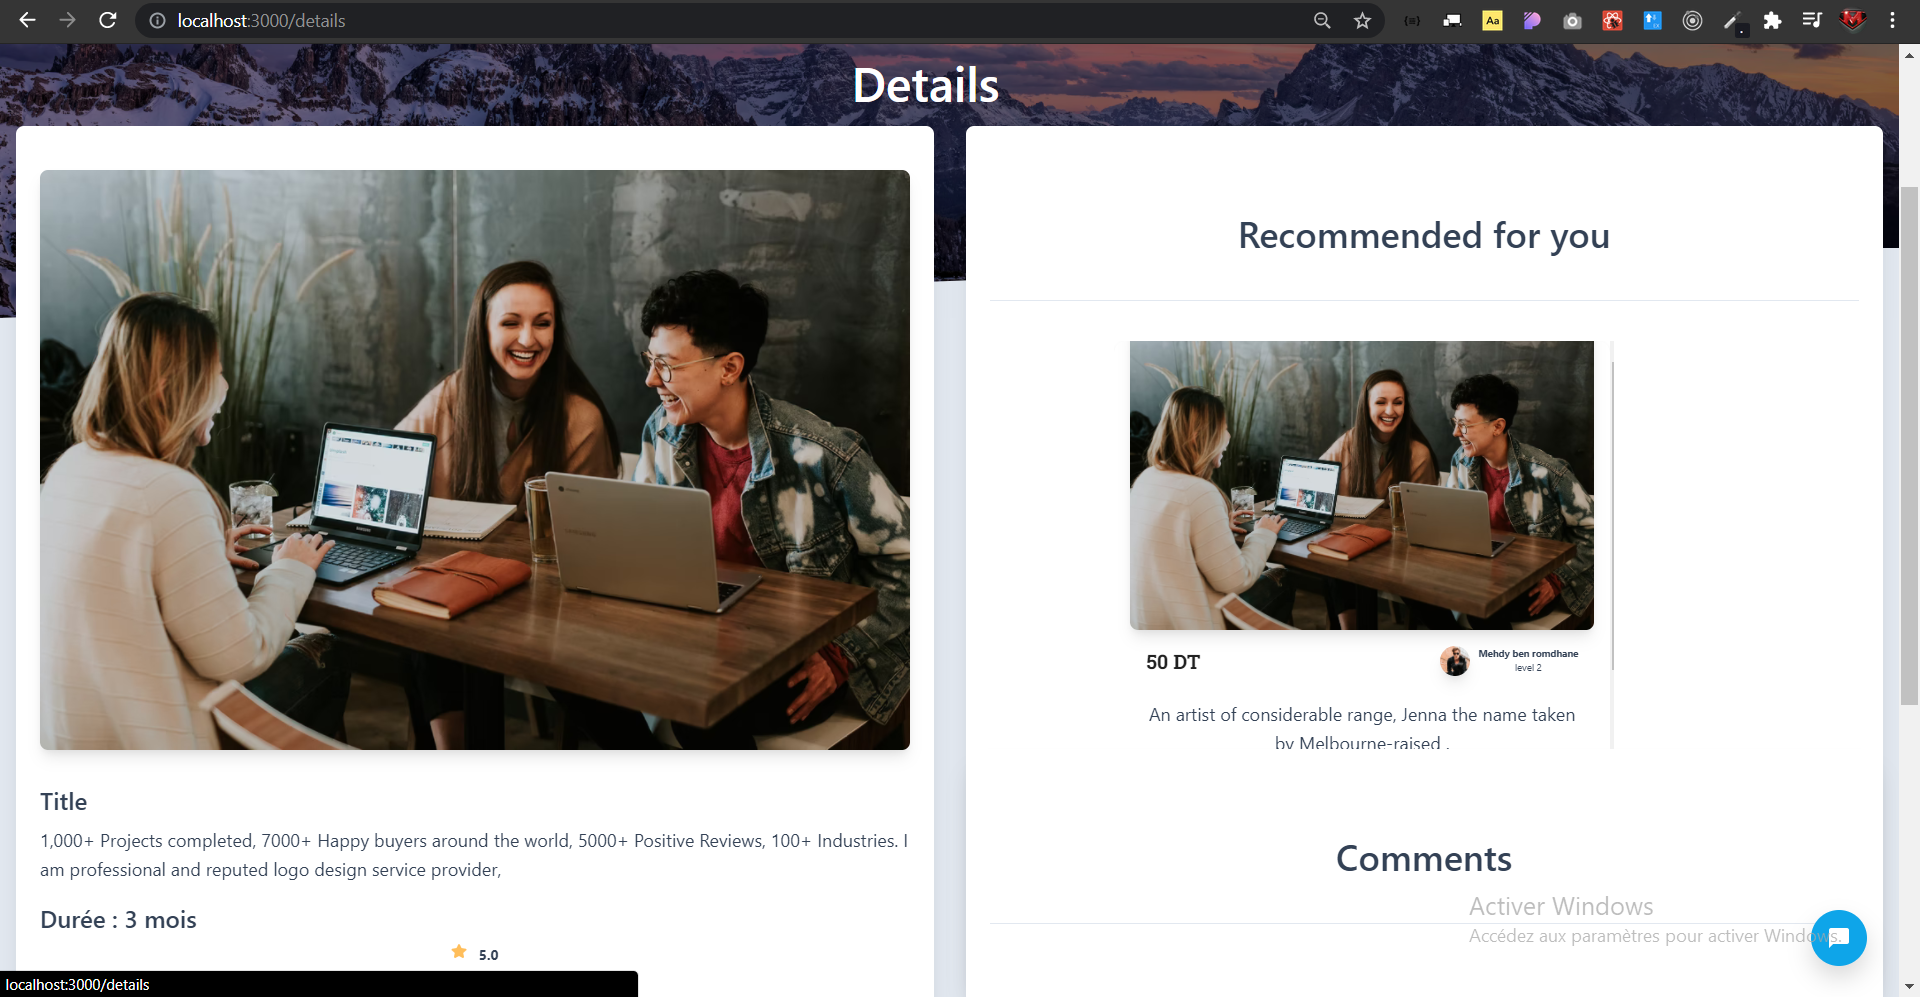 localhost:3000/details
Aa
Details
Recommended for you
50 DT
Mehdy ben romdhane
level 2
An artist of considerable range, Jenna the name taken
by Melbourne-raised .
Title
1,000+ Projects completed, 7000+ Happy buyers around the world, 5000+ Positive Reviews, 100+ Industries. I
am professional and reputed logo design service provider,
Durée : 3 mois
5.0
Comments
Activer Windows
Accédez aux paramètres pour activer Windows.
localhost:3000/details